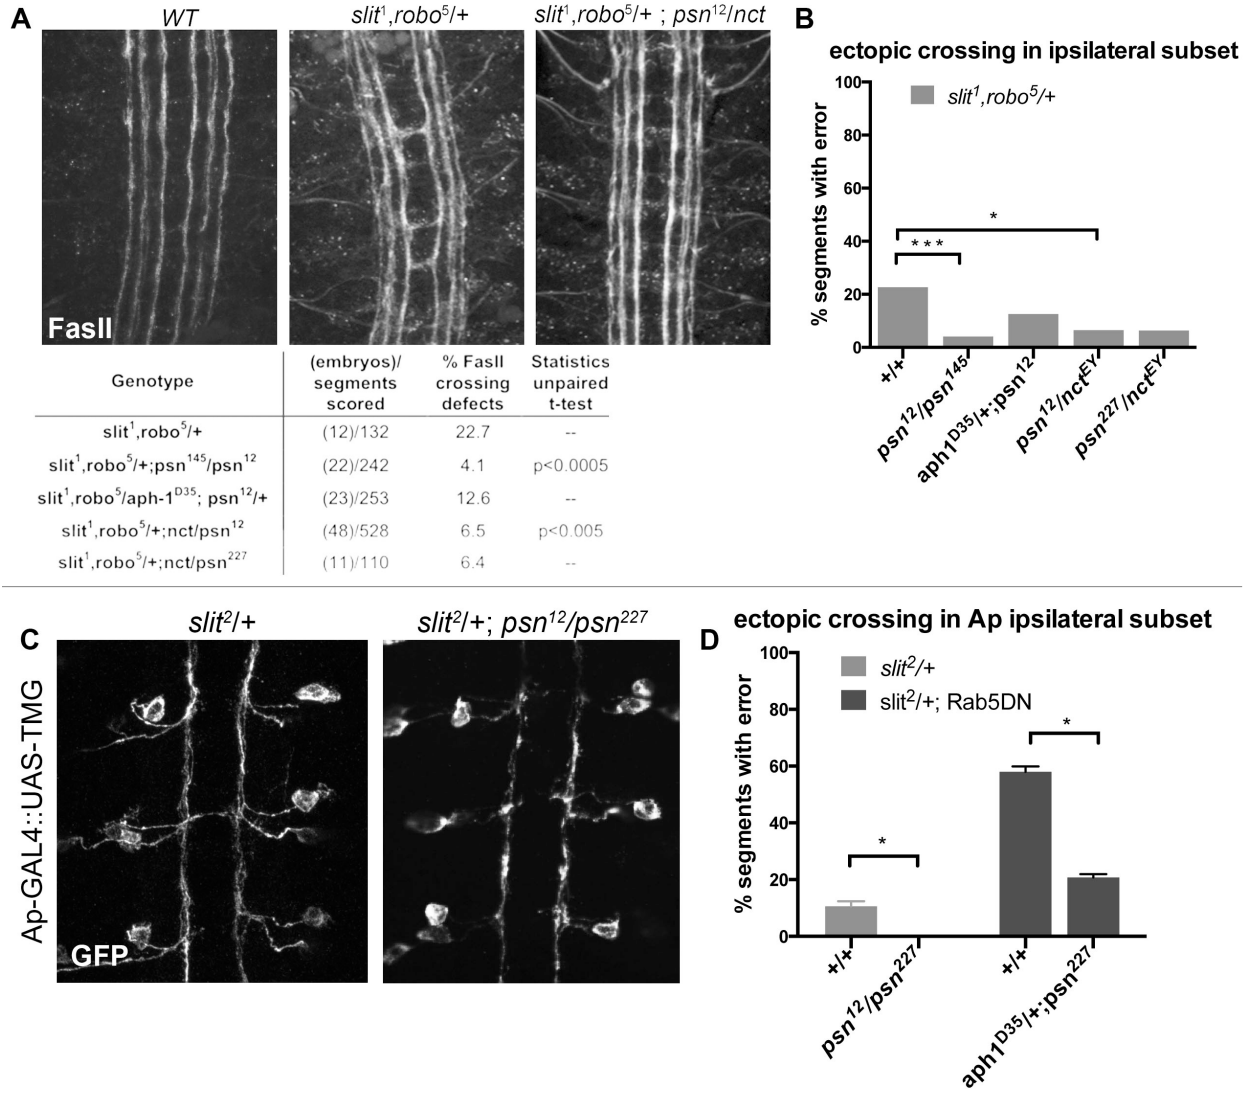 A
WT
slit¹,robo⁵/+
slit¹,robo⁵/+ ; psn¹²/nct
FasII
Genotype
(embryos)/ segments scored
% FasII crossing defects
Statistics unpaired t-test
slit¹,robo⁵/+ (12)/132 22.7 --
slit¹,robo⁵/+;psn¹⁴⁵/psn¹² (22)/242 4.1 p<0.0005
slit¹,robo⁵/aph-1ᴰ³⁵; psn¹²/+ (23)/253 12.6 --
slit¹,robo⁵/+;nct/psn¹² (48)/528 6.5 p<0.005
slit¹,robo⁵/+;nct/psn²²⁷ (11)/110 6.4 --
B
ectopic crossing in ipsilateral subset
slit¹,robo⁵/+
% segments with error
100
80
60
40
20
0
*
***
+/+
psn¹²/psn¹⁴⁵
aph1ᴰ³⁵/+;psn¹²
psn¹²/nctᴱʸ
psn²²⁷/nctᴱʸ
C
slit²/+
slit²/+; psn¹²/psn²²⁷
Ap-GAL4::UAS-TMG
GFP
D
ectopic crossing in Ap ipsilateral subset
slit²/+
slit²/+; Rab5DN
% segments with error
100
80
60
40
20
0
*
*
+/+
psn¹²/psn²²⁷
+/+
aph1ᴰ³⁵/+;psn²²⁷